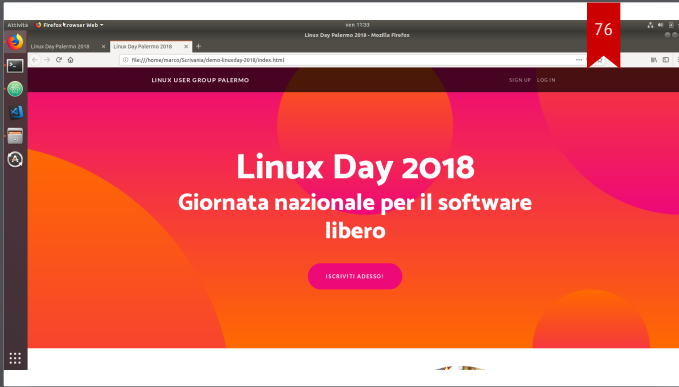 Attività Firefox Browser Web ven 11:33
76
Linux Day Palermo 2018 - Mozilla Firefox
Linux Day Palermo 2018 × Linux Day Palermo 2018 × +
file:///home/marco/Scrivania/demo-linuxday-2018/index.html
LINUX USER GROUP PALERMO SIGN UP LOG IN
Linux Day 2018
Giornata nazionale per il software
libero
ISCRIVITI ADESSO!